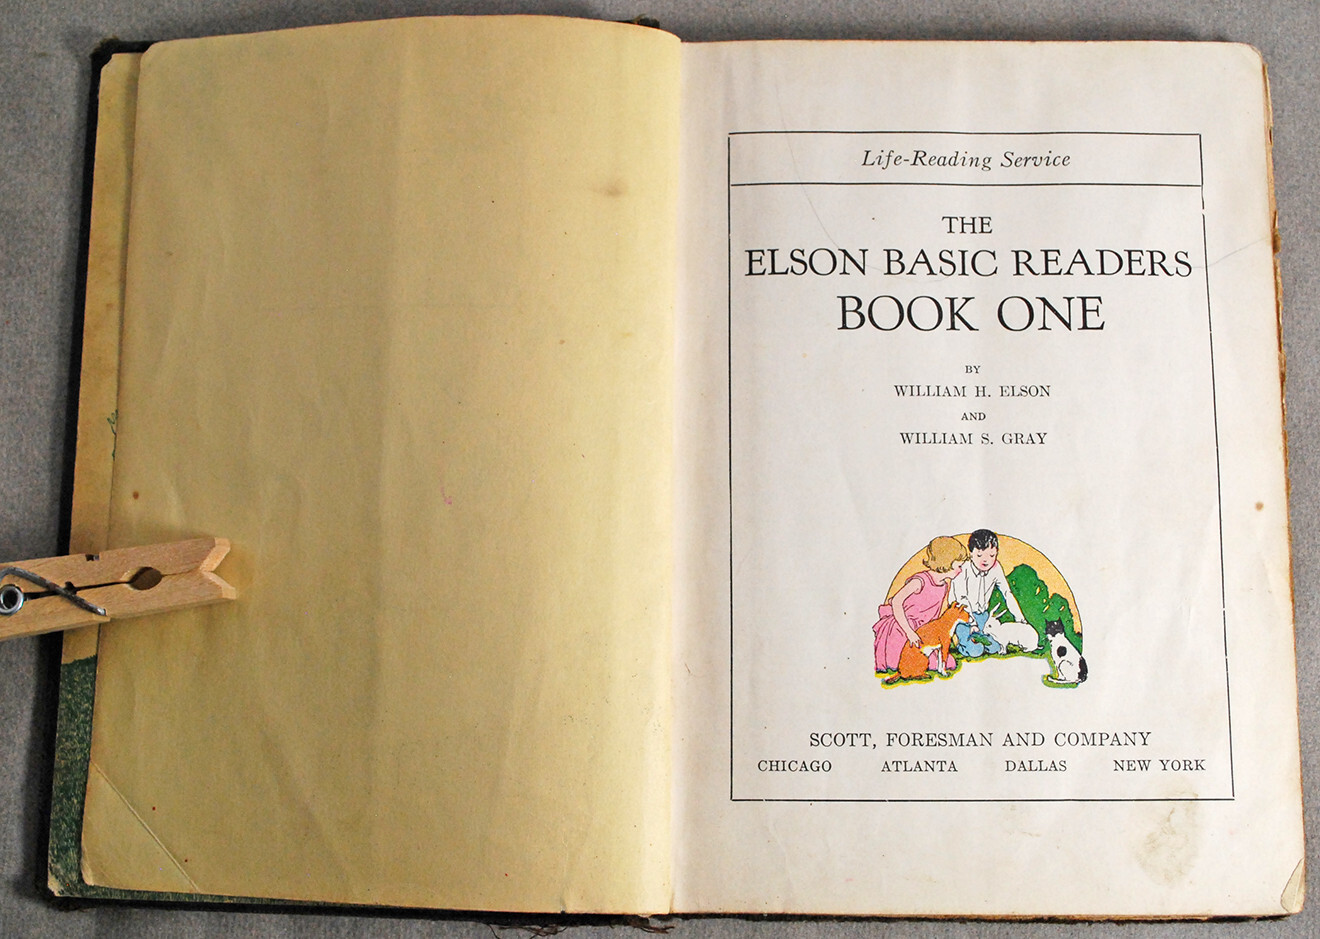 Life-Reading Service
THE
ELSON BASIC READERS
BOOK ONE
BY
WILLIAM H. ELSON
AND
WILLIAM S. GRAY
SCOTT, FORESMAN AND COMPANY
CHICAGO ATLANTA DALLAS NEW YORK